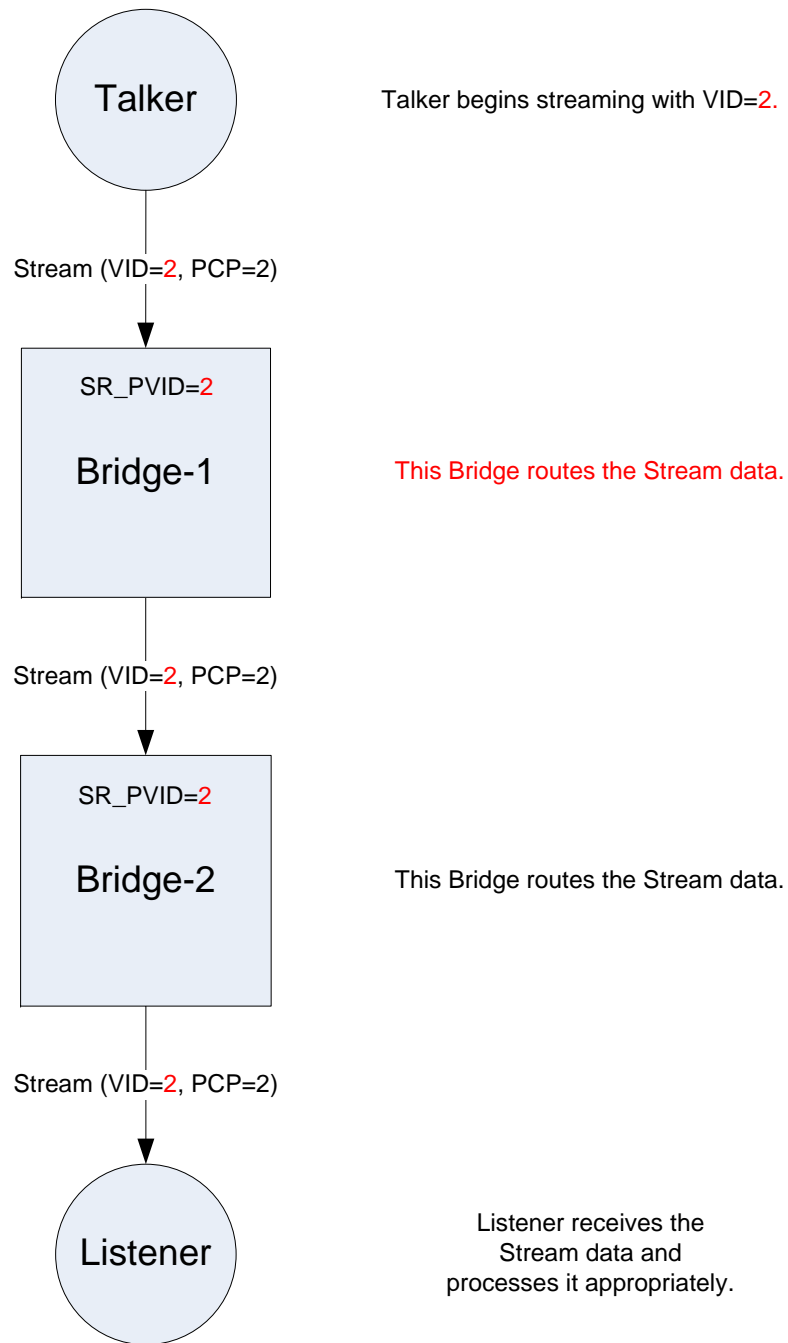 Talker
Talker begins streaming with VID=2.
Stream (VID=2, PCP=2)
SR_PVID=2
Bridge-1
This Bridge routes the Stream data.
Stream (VID=2, PCP=2)
SR_PVID=2
Bridge-2
This Bridge routes the Stream data.
Stream (VID=2, PCP=2)
Listener
Listener receives the
Stream data and
processes it appropriately.